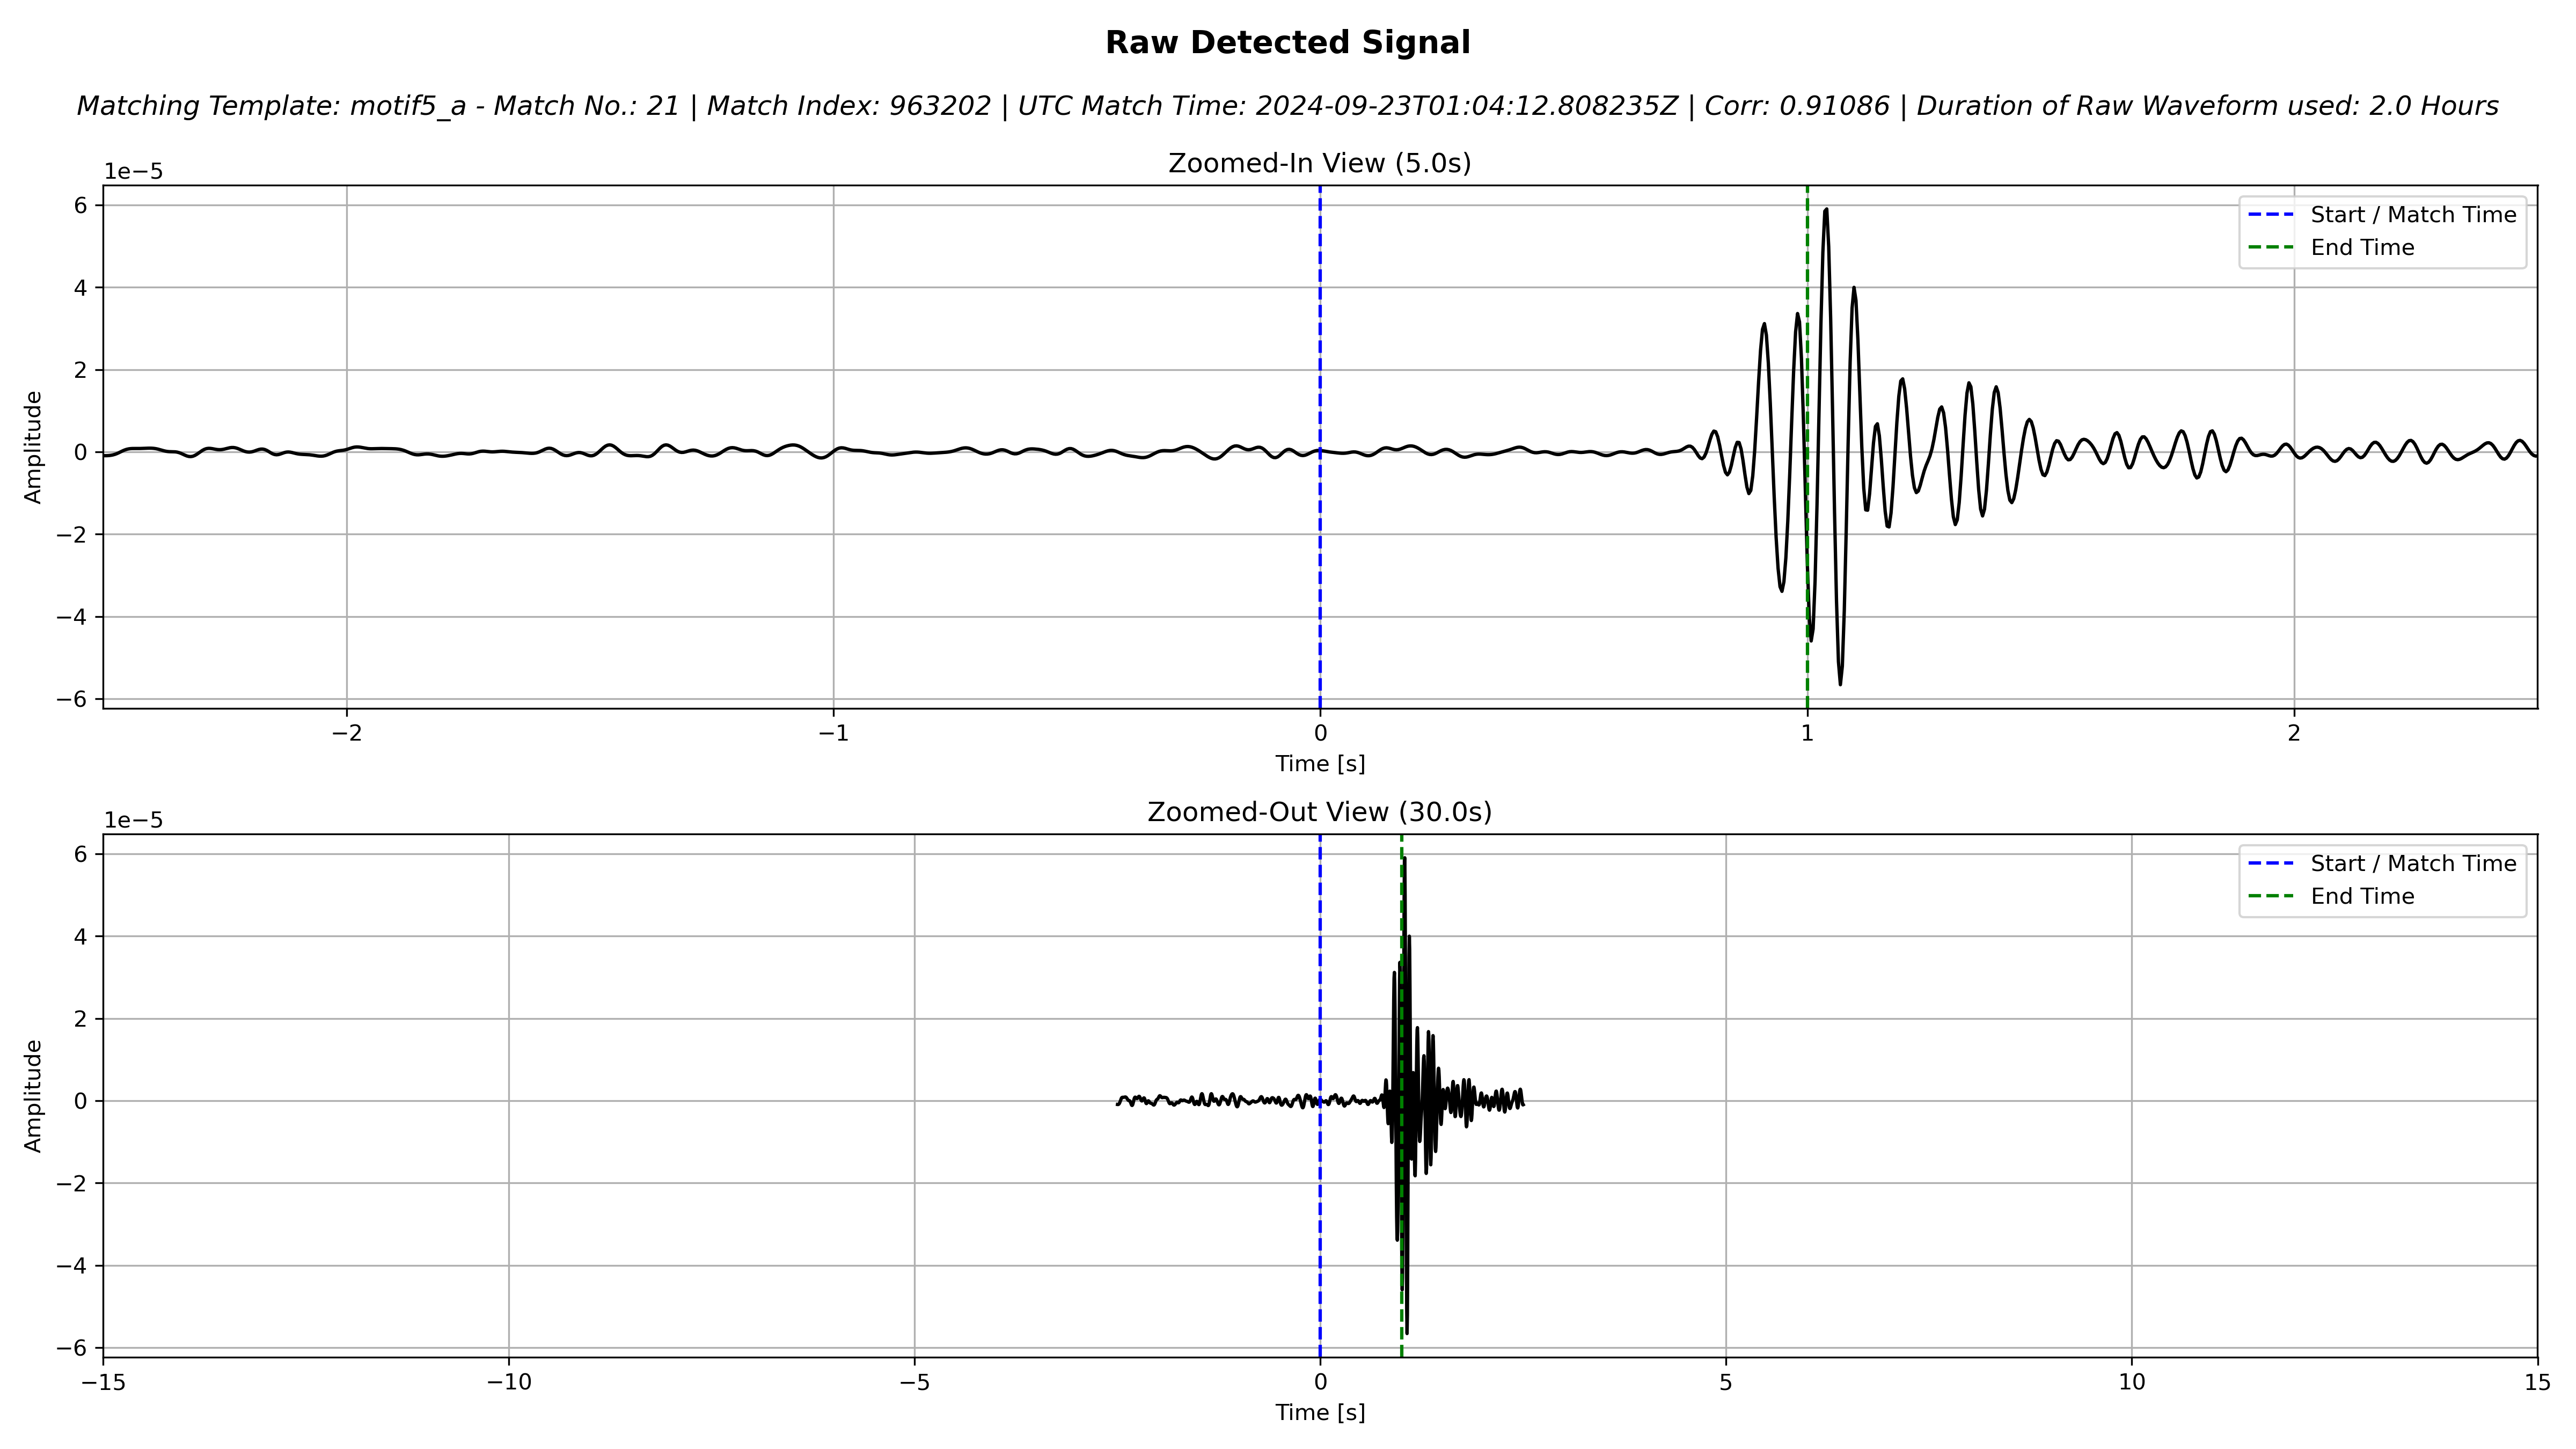 Raw Detected Signal
Matching Template: motif5_a - Match No.: 21 | Match Index: 963202 | UTC Match Time: 2024-09-23T01:04:12.808235Z | Corr: 0.91086 | Duration of Raw Waveform used: 2.0 Hours
Zoomed-In View (5.0s)
1e−5
6
4
2
0
−2
−4
−6
Amplitude
Start / Match Time
End Time
−2 −1 0 1 2
Time [s]
Zoomed-Out View (30.0s)
1e−5
6
4
2
0
−2
−4
−6
Amplitude
Start / Match Time
End Time
−15 −10 −5 0 5 10 15
Time [s]